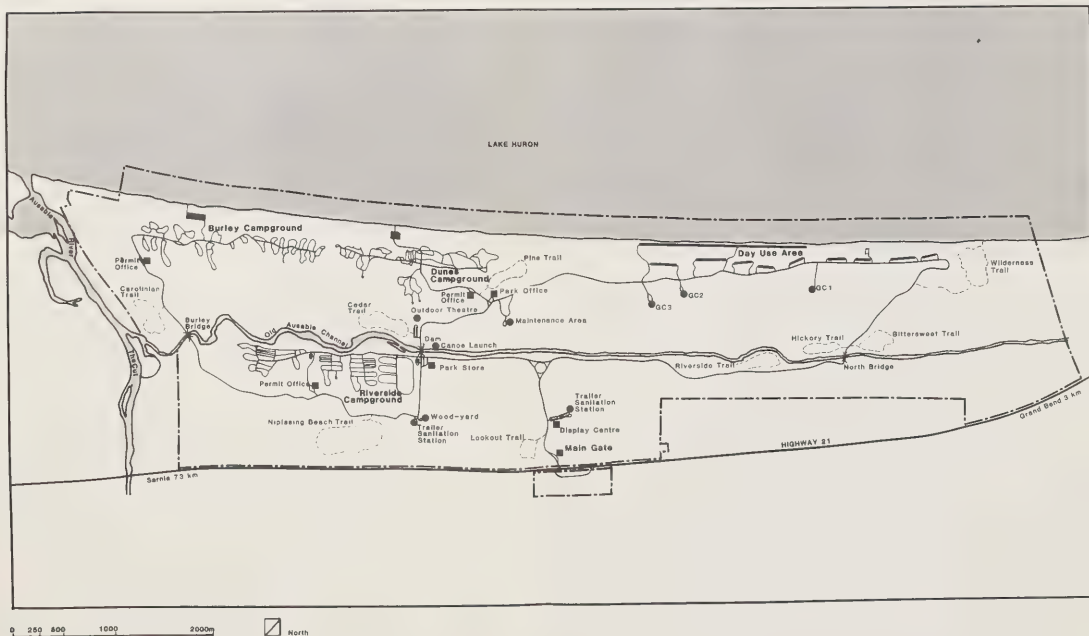 LAKE HURON
Ausable
River
Burley Campground
Permit
Office
Carolinian
Trail
Burley
Bridge
The Cut
Old Ausable Channel
Cedar
Trail
Dunes
Campground
Pine Trail
Permit
Office
Park Office
Outdoor Theatre
Maintenance Area
Dam
Canoe Launch
Park Store
Day Use Area
GC3
GC2
GC1
Wilderness
Trail
Hickory Trail
Bittersweet Trail
Riverside Trail
North Bridge
Permit Office
Riverside
Campground
Nipissing Beach Trail
Wood-yard
Trailer
Sanitation
Station
Trailer
Sanitation
Station
Display Centre
Lookout Trail
Main Gate
HIGHWAY 21
Grand Bend 3 km
Sarnia 73 km
0 250 500 1000 2000m
North